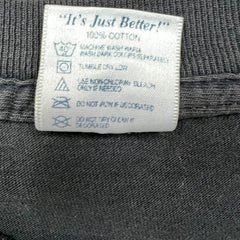 "It's Just Better!"
100% COTTON
40°
MACHINE WASH WARM
WASH DARK COLORS SEPARATELY
TUMBLE DRY LOW
USE NON-CHLORINE BLEACH
ONLY IF NEEDED
DO NOT IRON IF DECORATED
DO NOT DRY CLEAN IF
DECORATED